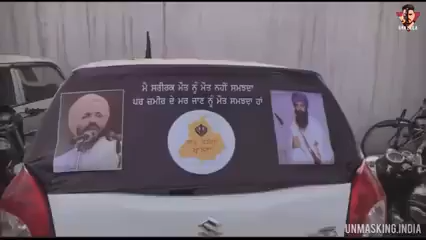 ਮੈ ਸਰੀਰਕ ਮੌਤ ਨੂੰ ਮੌਤ ਨਹੀਂ ਸਮਝਦਾ
ਪਰ ਜ਼ਮੀਰ ਦੇ ਮਰ ਜਾਣ ਨੂੰ ਮੌਤ ਸਮਝਦਾ ਹਾਂ
UNMASKING.INDIA